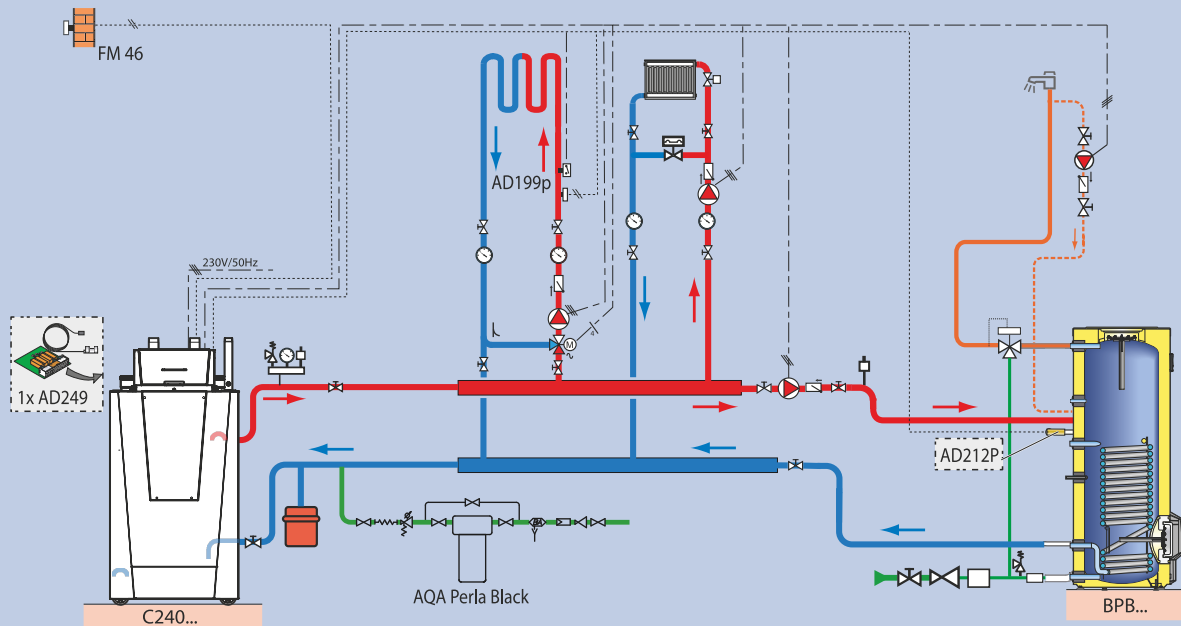 FM 46
AD199p
230V/50Hz
1x AD249
M
AD212P
AQA Perla Black
C240...
BPB...